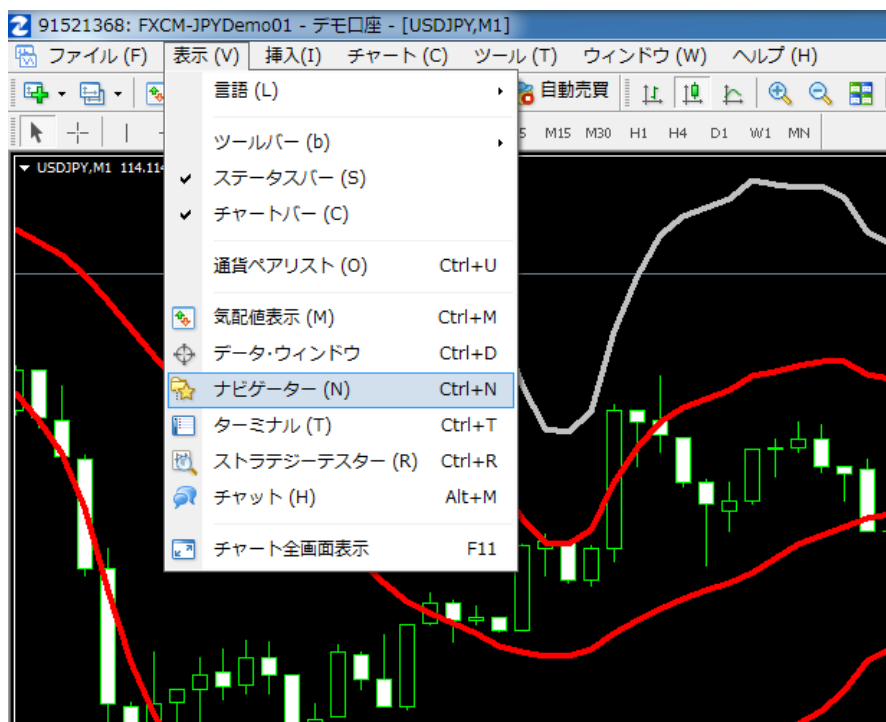 91521368: FXCM-JPYDemo01 - デモ口座 - [USDJPY,M1]
ファイル (F) 表示 (V) 挿入(I) チャート (C) ツール (T) ウィンドウ (W) ヘルプ (H)
言語 (L)
自動売買
ツールバー (b)
M15 M30 H1 H4 D1 W1 MN
USDJPY,M1 114.114
ステータスバー (S)
チャートバー (C)
通貨ペアリスト (O) Ctrl+U
気配値表示 (M) Ctrl+M
データ・ウィンドウ Ctrl+D
ナビゲーター (N) Ctrl+N
ターミナル (T) Ctrl+T
ストラテジーテスター (R) Ctrl+R
チャット (H) Alt+M
チャート全画面表示 F11